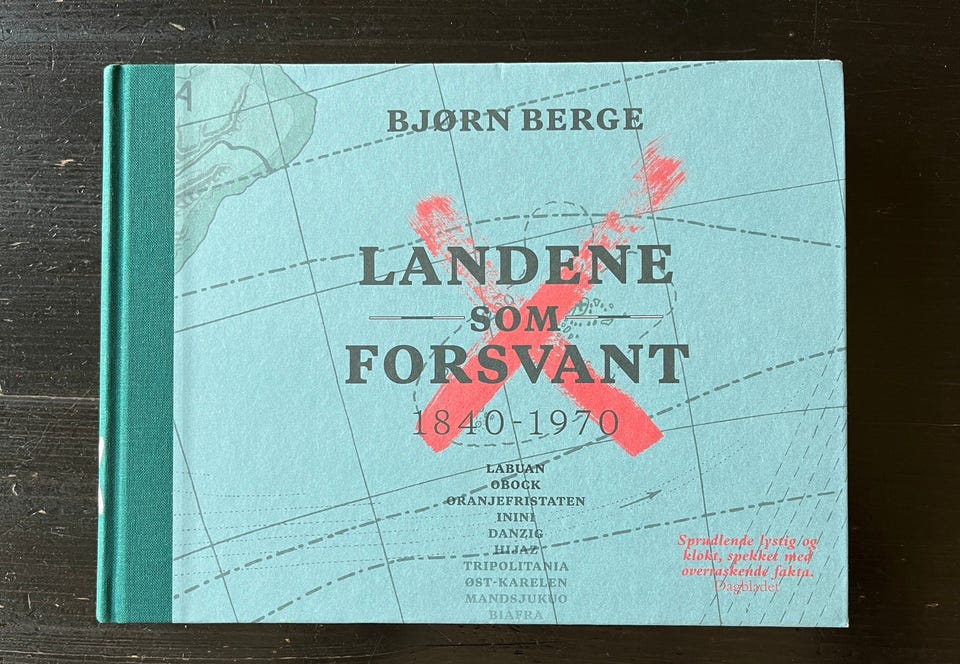 A
BJØRN BERGE
LANDENE
SOM
FORSVANT
1840-1970
LABUAN
OBOCK
ORANJEFRISTATEN
ININI
DANZIG
HIJAZ
TRIPOLITANIA
ØST-KARELEN
MANDSJUKUO
BIAFRA
Sprudlende lystig og
klokt, spekket med
overraskende fakta.
Dagbladet